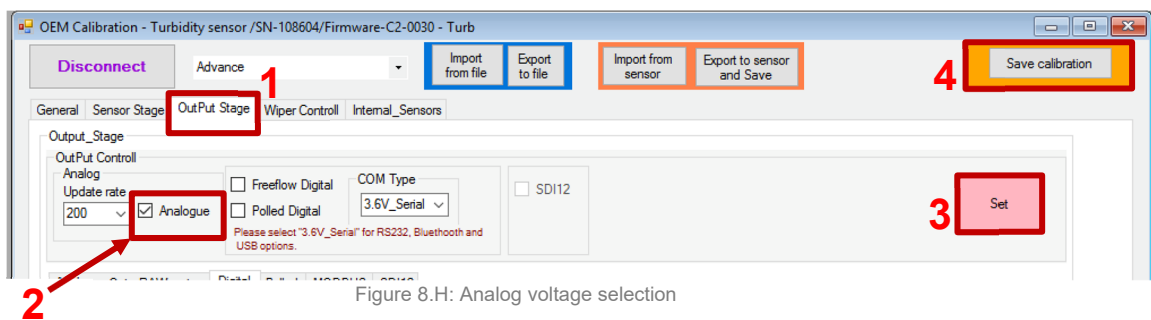 OEM Calibration - Turbidity sensor /SN-108604/Firmware-C2-0030 - Turb
Disconnect
Advance
Import from file
Export to file
Import from sensor
Export to sensor and Save
4
Save calibration
1
General Sensor Stage OutPut Stage Wiper Controll Internal_Sensors
Output_Stage
OutPut Controll
Analog
Update rate
200
Analogue
Freeflow Digital
Polled Digital
COM Type
3.6V_Serial
Please select "3.6V_Serial" for RS232, Bluethooth and
USB options.
SDI12
3
Set
Digital
2
Figure 8.H: Analog voltage selection